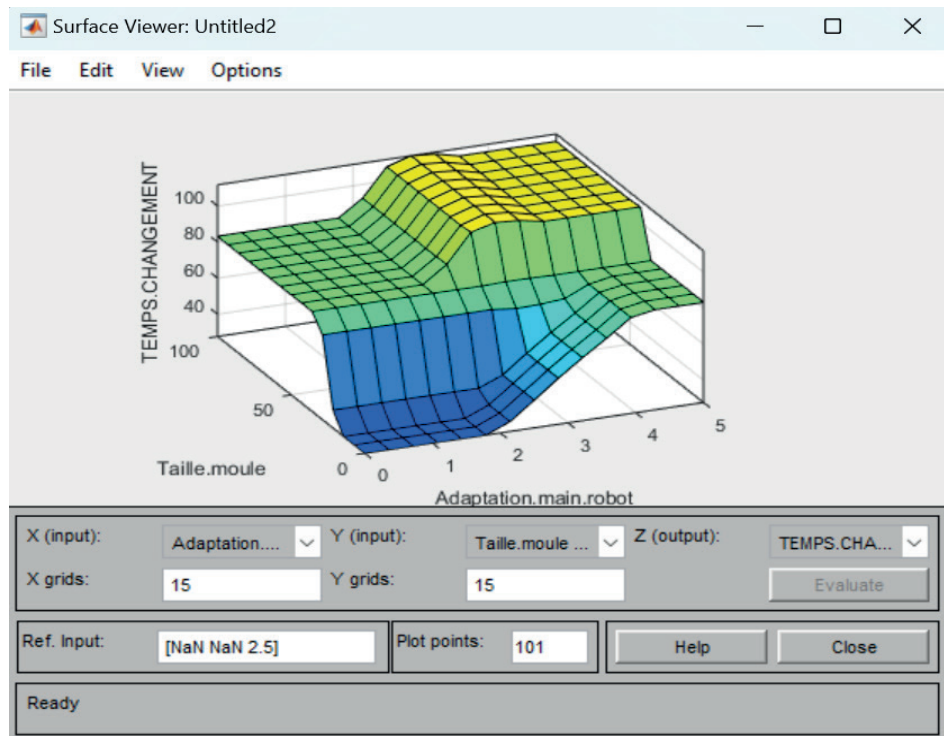 Surface Viewer: Untitled2
File Edit View Options
TEMPS.CHANGEMENT
100
80
60
40
100
50
0
Taille.moule
0
1
2
3
4
5
Adaptation.main.robot
X (input): Adaptation.... Y (input): Taille.moule ... Z (output): TEMPS.CHA...
X grids: 15 Y grids: 15 Evaluate
Ref. Input: [NaN NaN 2.5] Plot points: 101 Help Close
Ready